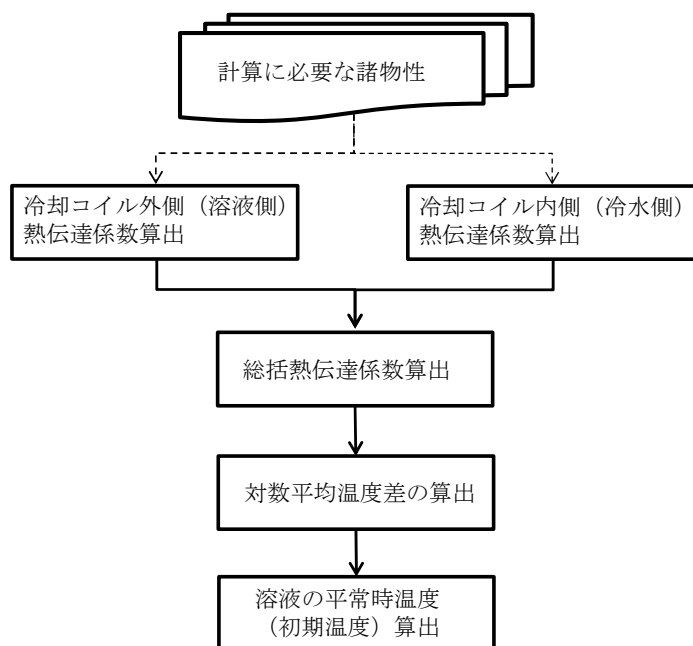 計算に必要な諸物性
冷却コイル外側（溶液側）
熱伝達係数算出
冷却コイル内側（冷水側）
熱伝達係数算出
総括熱伝達係数算出
対数平均温度差の算出
溶液の平常時温度
（初期温度）算出